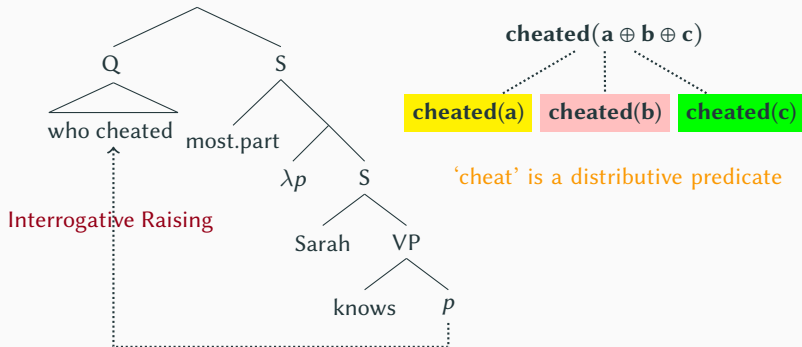 Q
S
who cheated
most.part
λp
S
Interrogative Raising
Sarah
VP
knows
p
cheated(a ⊕ b ⊕ c)
cheated(a)
cheated(b)
cheated(c)
‘cheat’ is a distributive predicate